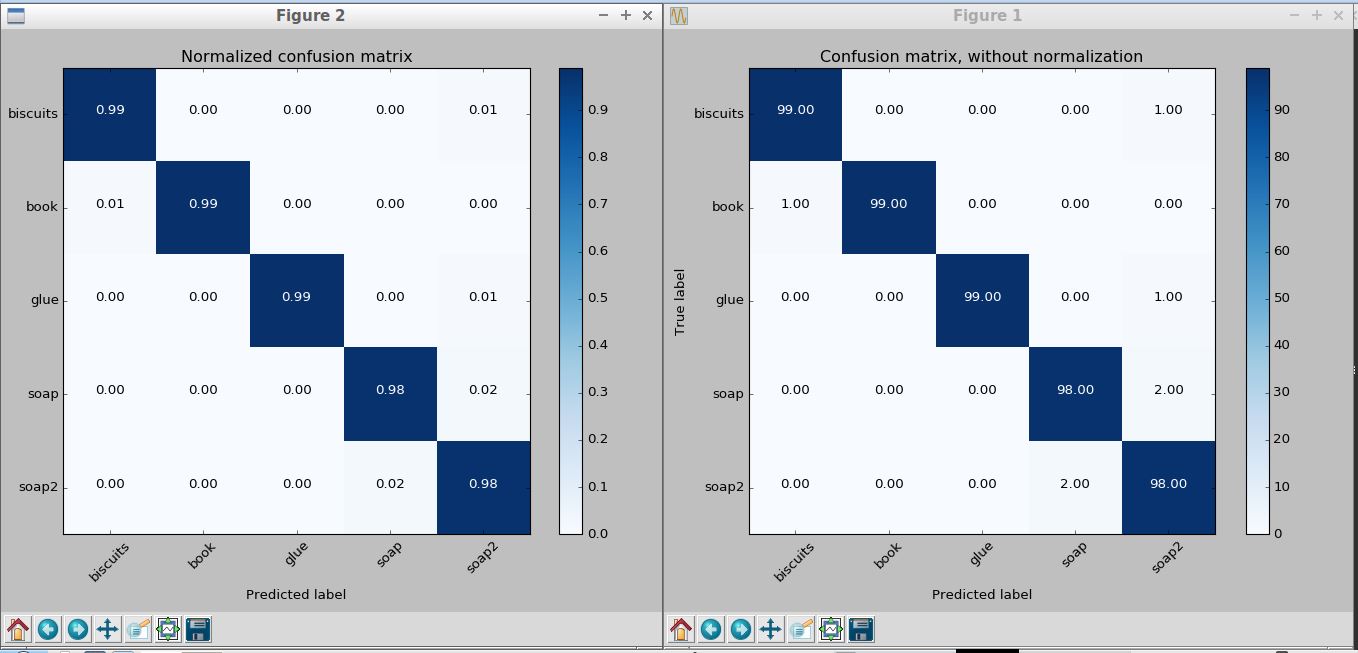 Figure 2
Normalized confusion matrix
biscuits 0.99 0.00 0.00 0.00 0.01
book 0.01 0.99 0.00 0.00 0.00
glue 0.00 0.00 0.99 0.00 0.01
soap 0.00 0.00 0.00 0.98 0.02
soap2 0.00 0.00 0.00 0.02 0.98
biscuits book glue soap soap2
Predicted label
0.9
0.8
0.7
0.6
0.5
0.4
0.3
0.2
0.1
0.0
Figure 1
Confusion matrix, without normalization
True label
biscuits 99.00 0.00 0.00 0.00 1.00
book 1.00 99.00 0.00 0.00 0.00
glue 0.00 0.00 99.00 0.00 1.00
soap 0.00 0.00 0.00 98.00 2.00
soap2 0.00 0.00 0.00 2.00 98.00
biscuits book glue soap soap2
Predicted label
90
80
70
60
50
40
30
20
10
0